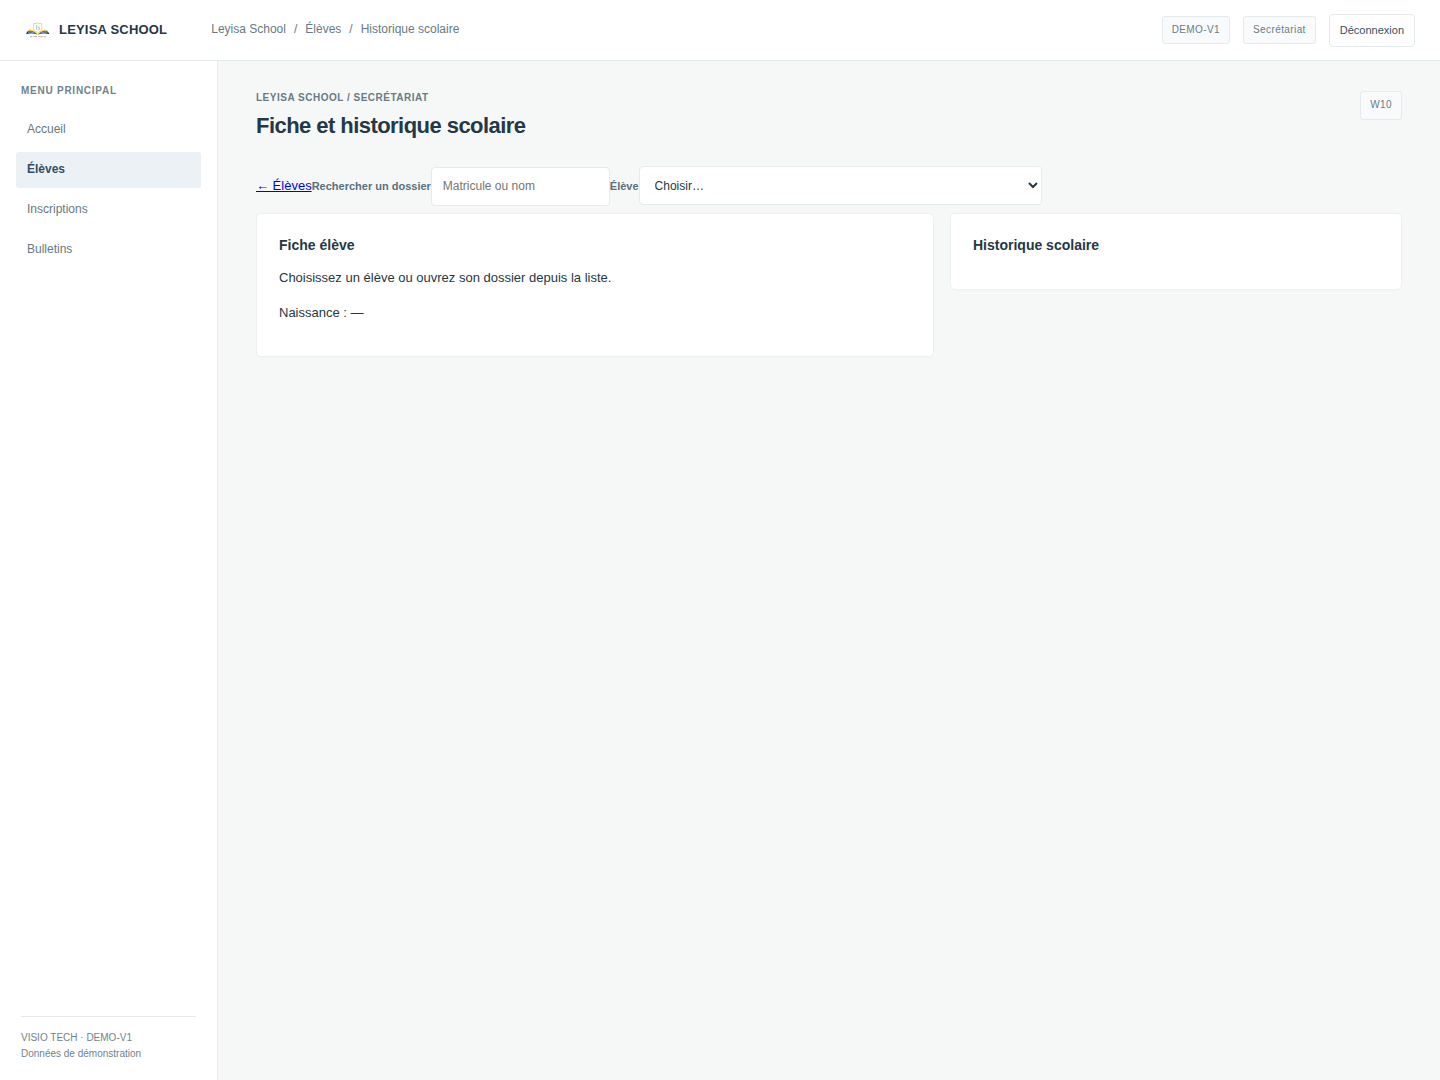 LEYISA SCHOOL
Leyisa School / Élèves / Historique scolaire
DEMO-V1
Secrétariat
Déconnexion
MENU PRINCIPAL
Accueil
Élèves
Inscriptions
Bulletins
VISIO TECH · DEMO-V1
Données de démonstration
LEYISA SCHOOL / SECRÉTARIAT
W10
Fiche et historique scolaire
← Élèves Rechercher un dossier Matricule ou nom Élève Choisir…
Fiche élève
Choisissez un élève ou ouvrez son dossier depuis la liste.
Naissance : —
Historique scolaire